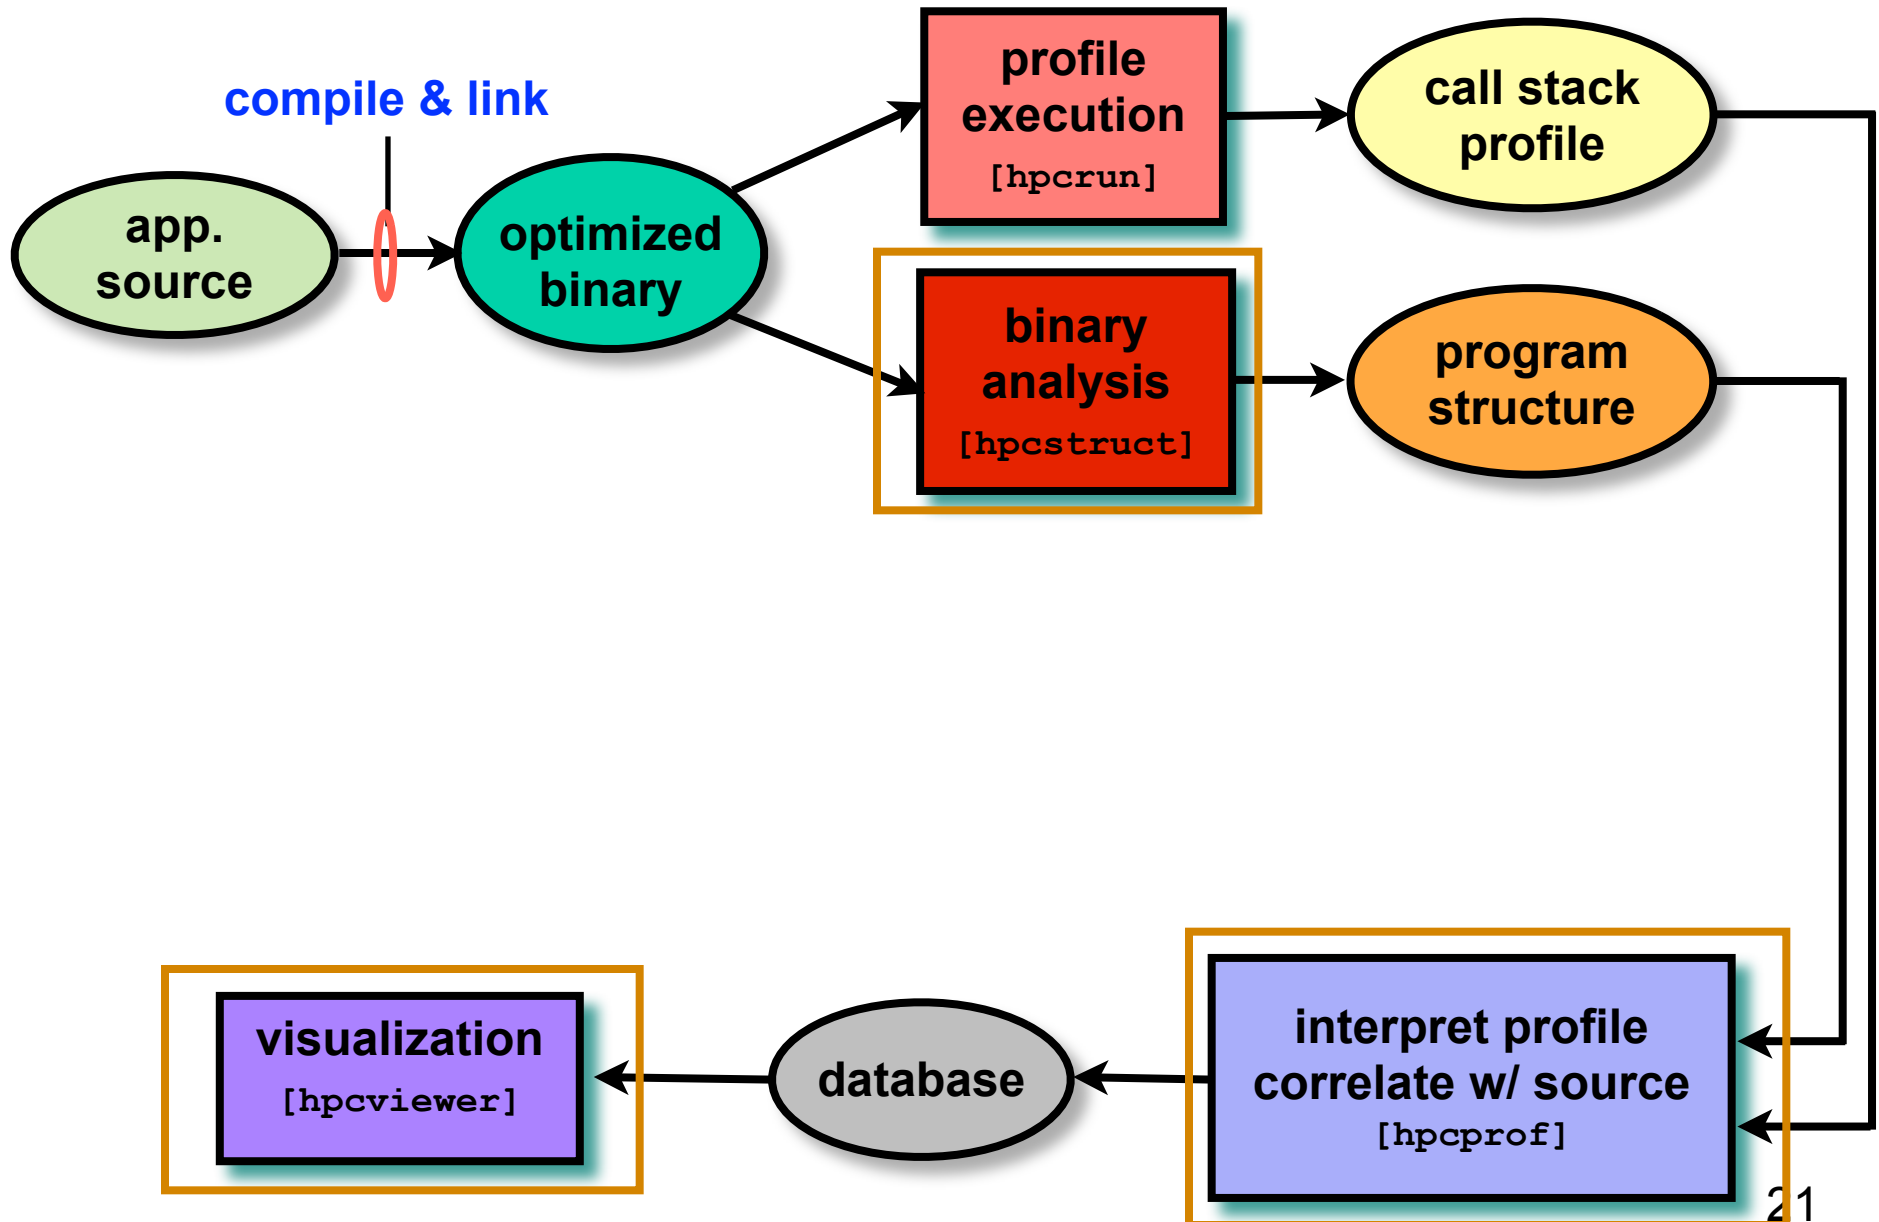 compile & link
app.
source
optimized
binary
profile
execution
[hpcrun]
call stack
profile
binary
analysis
[hpcstruct]
program
structure
visualization
[hpcviewer]
database
interpret profile
correlate w/ source
[hpcprof]
21